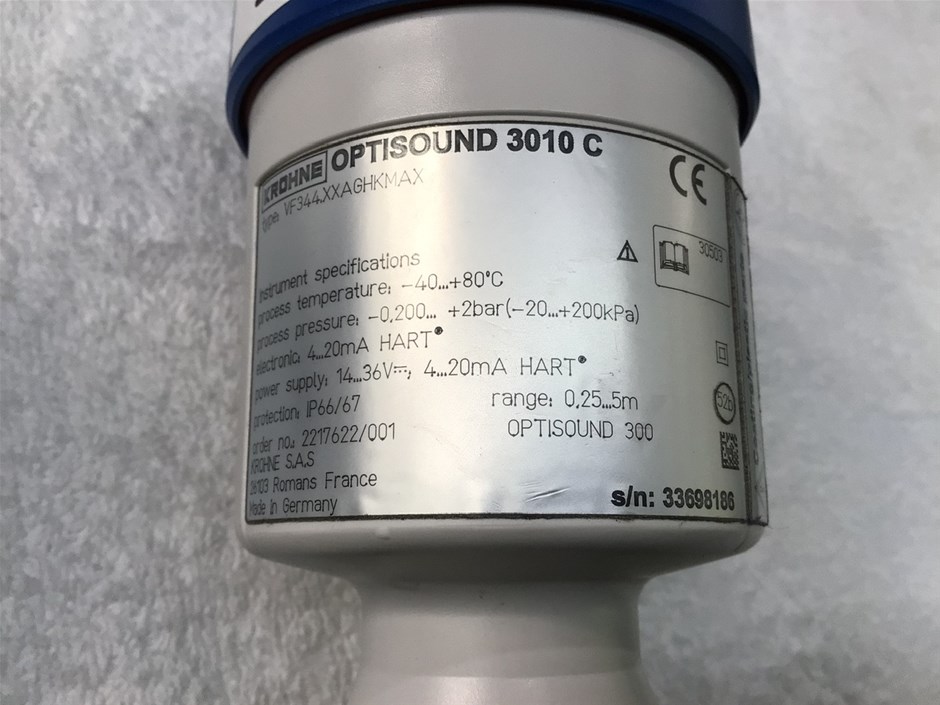 KROHNE OPTISOUND 3010 C
type: VF344.XXAGHKMAX
CE
30509
Instrument specifications
process temperature: -40...+80°C
process pressure: -0,200... +2bar(-20...+200kPa)
electronic: 4...20mA HART®
power supply: 14...36V⎓; 4...20mA HART®
protection: IP66/67
range: 0,25...5m
order no.: 2217622/001
OPTISOUND 300
KROHNE S.A.S
26103 Romans France
Made in Germany
s/n: 33698186